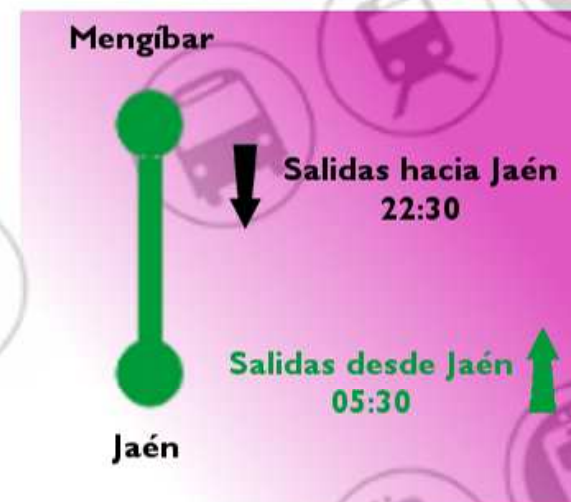 Mengíbar
Salidas hacia Jaén
22:30
Salidas desde Jaén
05:30
Jaén